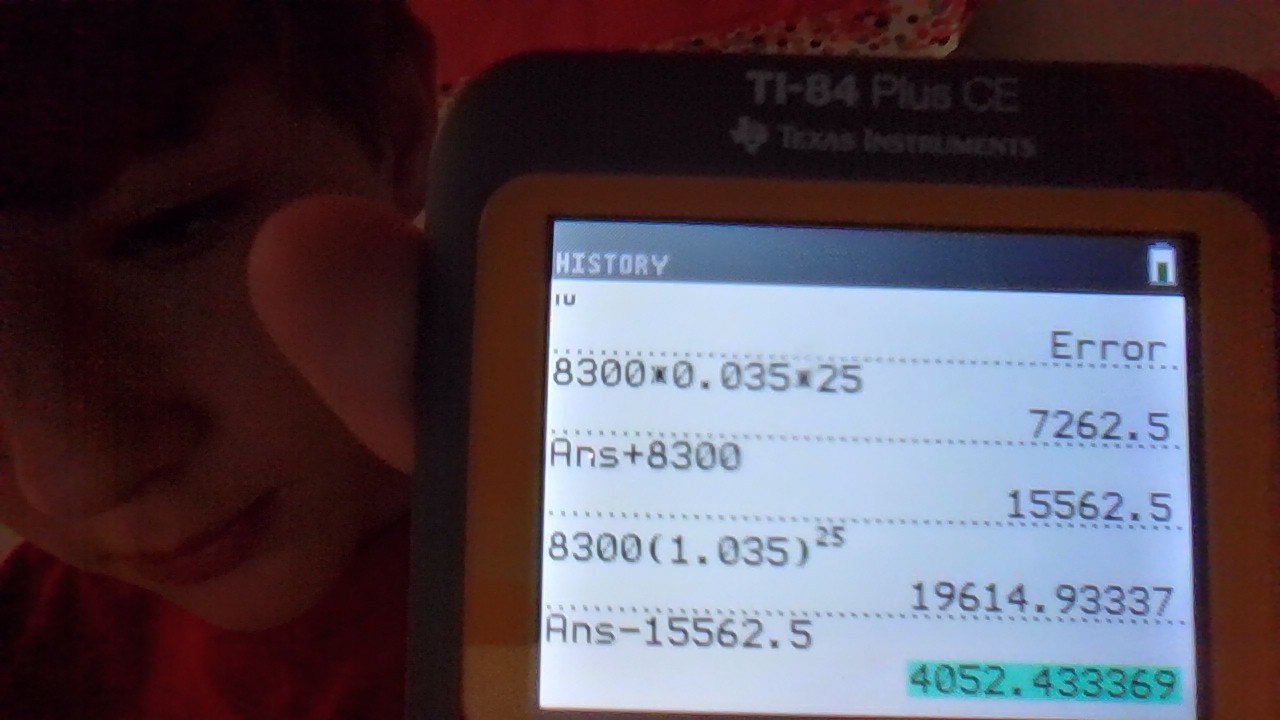 TI-84 Plus CE
TEXAS INSTRUMENTS
HISTORY
Error
8300*0.035*25
7262.5
Ans+8300
15562.5
8300(1.035)²⁵
19614.93337
Ans-15562.5
4052.433369